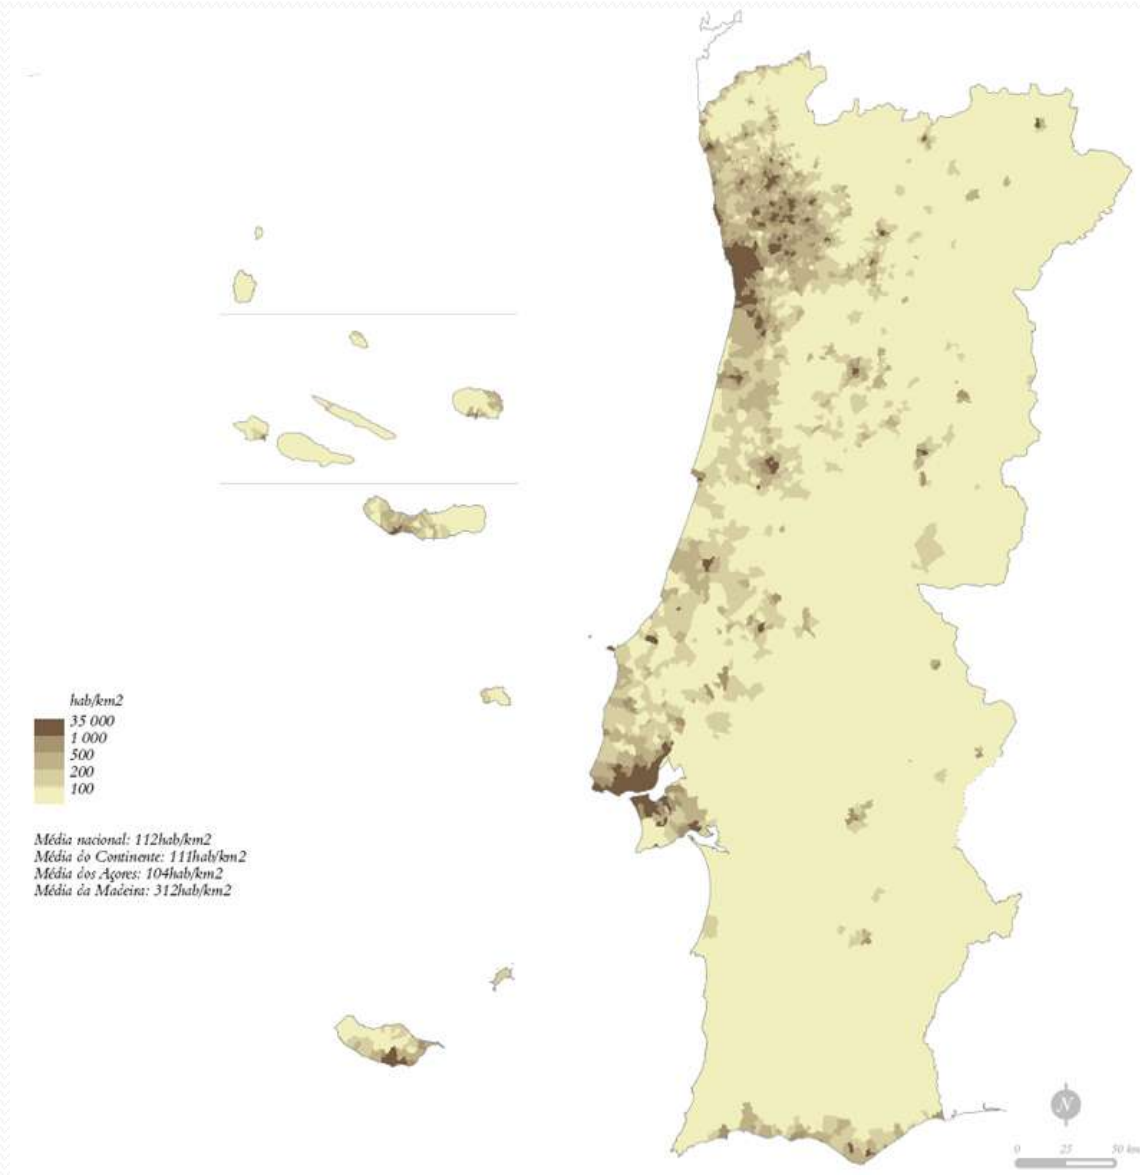 hab/km2
35 000
1 000
500
200
100
Média nacional: 112hab/km2
Média do Continente: 111hab/km2
Média dos Açores: 104hab/km2
Média da Madeira: 312hab/km2
N
0 25 50 km